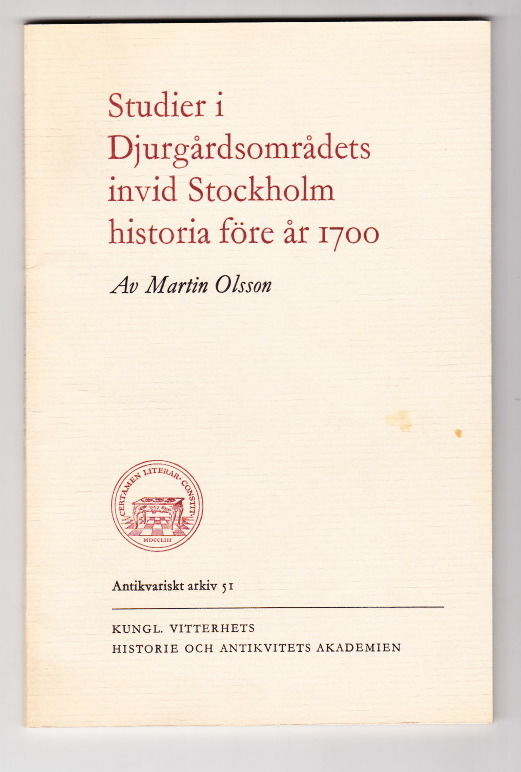 Studier i
Djurgårdsområdets
invid Stockholm
historia före år 1700
Av Martin Olsson
CERTAMEN LITERAR. CONSTIT.
MDCCLIII
Antikvariskt arkiv 51
KUNGL. VITTERHETS
HISTORIE OCH ANTIKVITETS AKADEMIEN